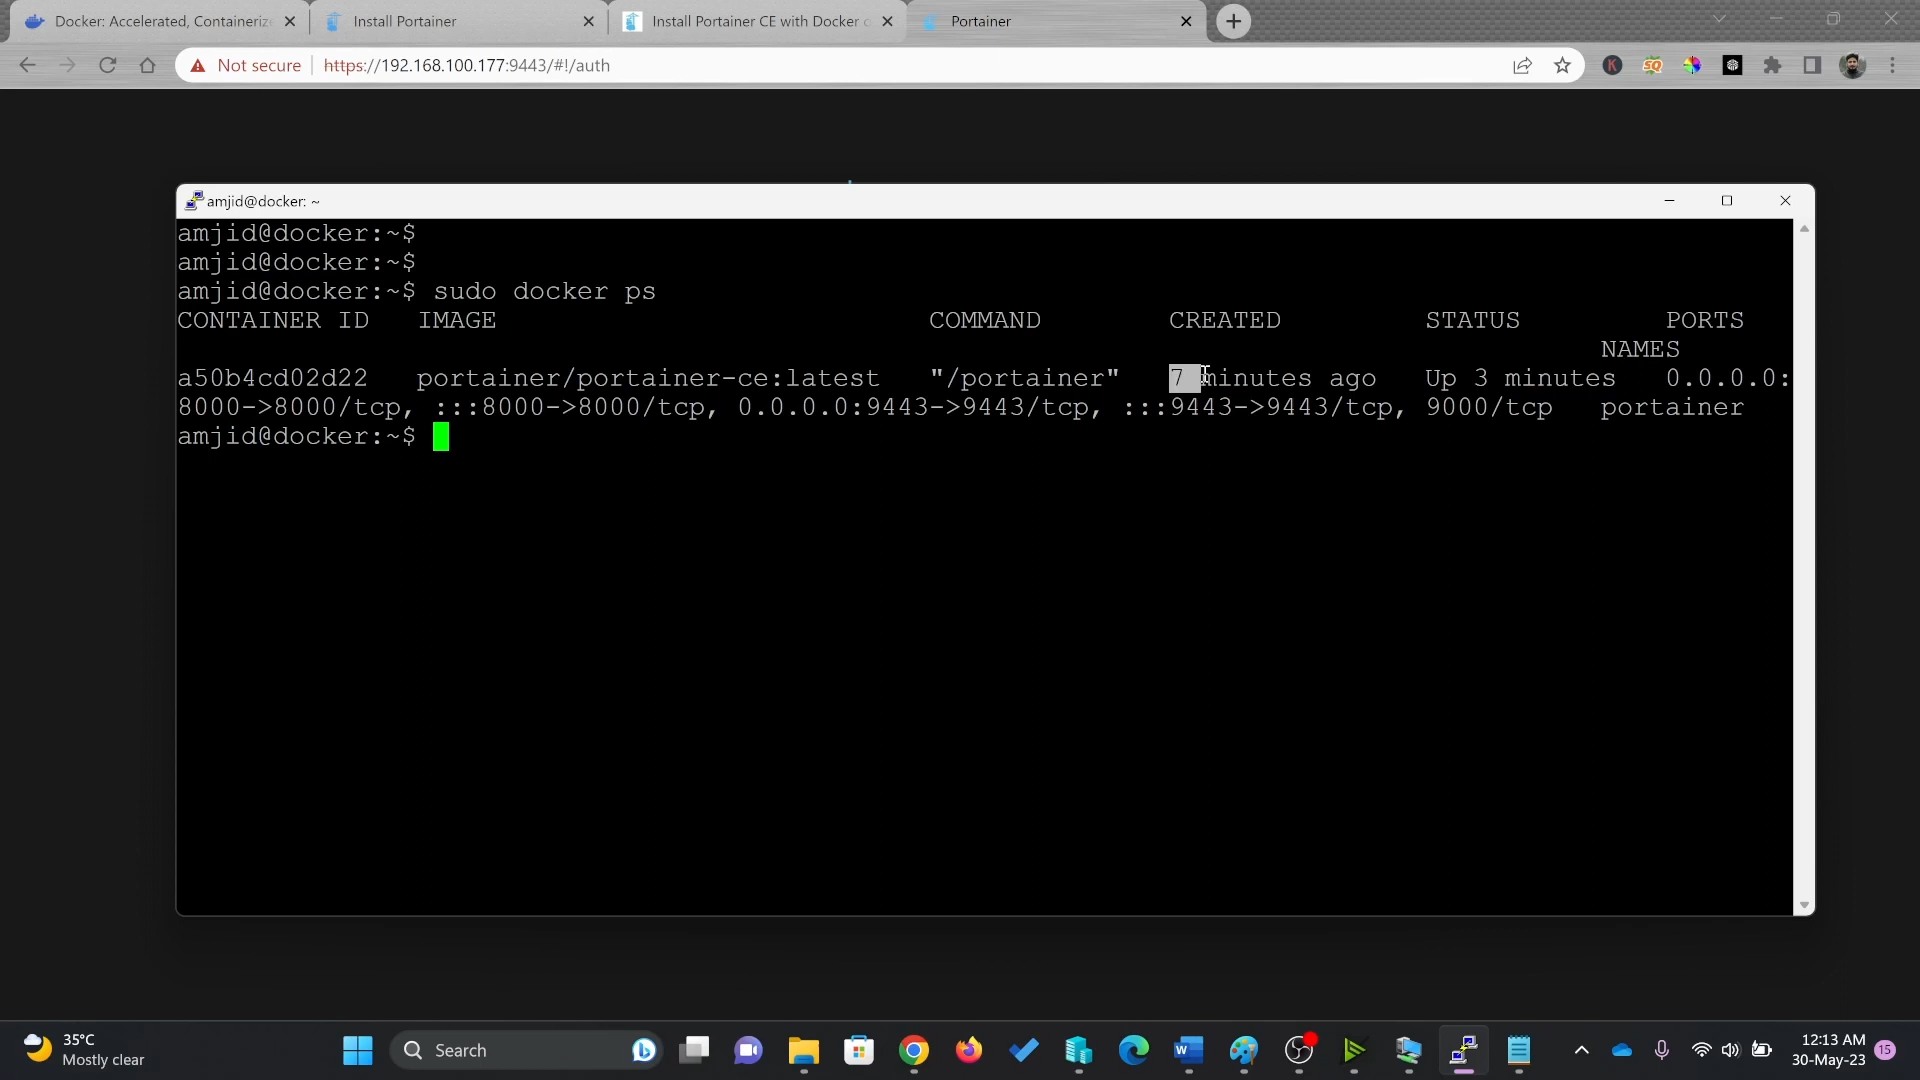 Docker: Accelerated, Containerize
Install Portainer
Install Portainer CE with Docker o
Portainer
Not secure
https://192.168.100.177:9443/#!/auth
amjid@docker: ~
amjid@docker:~$
amjid@docker:~$
amjid@docker:~$ sudo docker ps
CONTAINER ID IMAGE COMMAND CREATED STATUS PORTS
NAMES
a50b4cd02d22 portainer/portainer-ce:latest "/portainer" 7 minutes ago Up 3 minutes 0.0.0.0:
8000->8000/tcp, :::8000->8000/tcp, 0.0.0.0:9443->9443/tcp, :::9443->9443/tcp, 9000/tcp portainer
amjid@docker:~$
35°C
Mostly clear
Search
12:13 AM
30-May-23
15